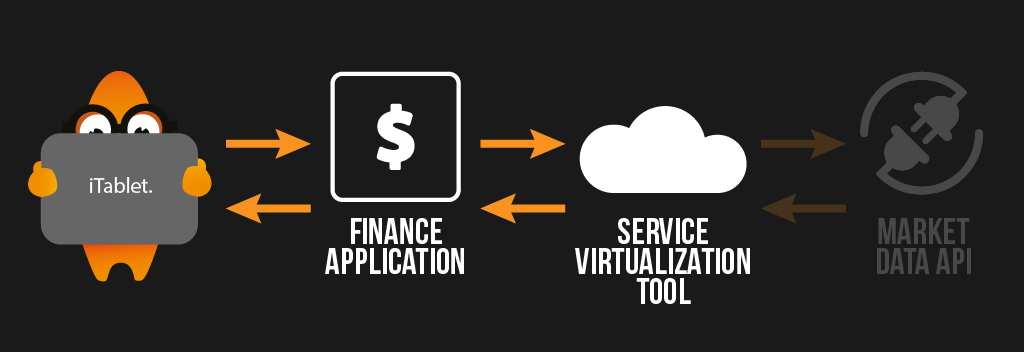 iTablet.
$
FINANCE
APPLICATION
SERVICE
VIRTUALIZATION
TOOL
MARKET
DATA API